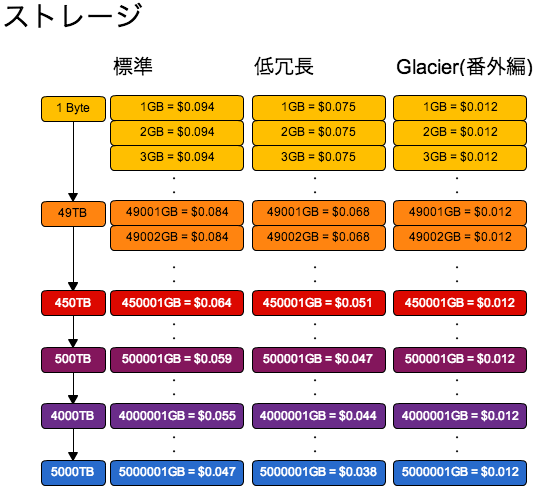 ストレージ
標準 低冗長 Glacier(番外編)
1 Byte 1GB = $0.094 1GB = $0.075 1GB = $0.012
2GB = $0.094 2GB = $0.075 2GB = $0.012
3GB = $0.094 3GB = $0.075 3GB = $0.012
49TB 49001GB = $0.084 49001GB = $0.068 49001GB = $0.012
49002GB = $0.084 49002GB = $0.068 49002GB = $0.012
450TB 450001GB = $0.064 450001GB = $0.051 450001GB = $0.012
500TB 500001GB = $0.059 500001GB = $0.047 500001GB = $0.012
4000TB 4000001GB = $0.055 4000001GB = $0.044 4000001GB = $0.012
5000TB 5000001GB = $0.047 5000001GB = $0.038 5000001GB = $0.012